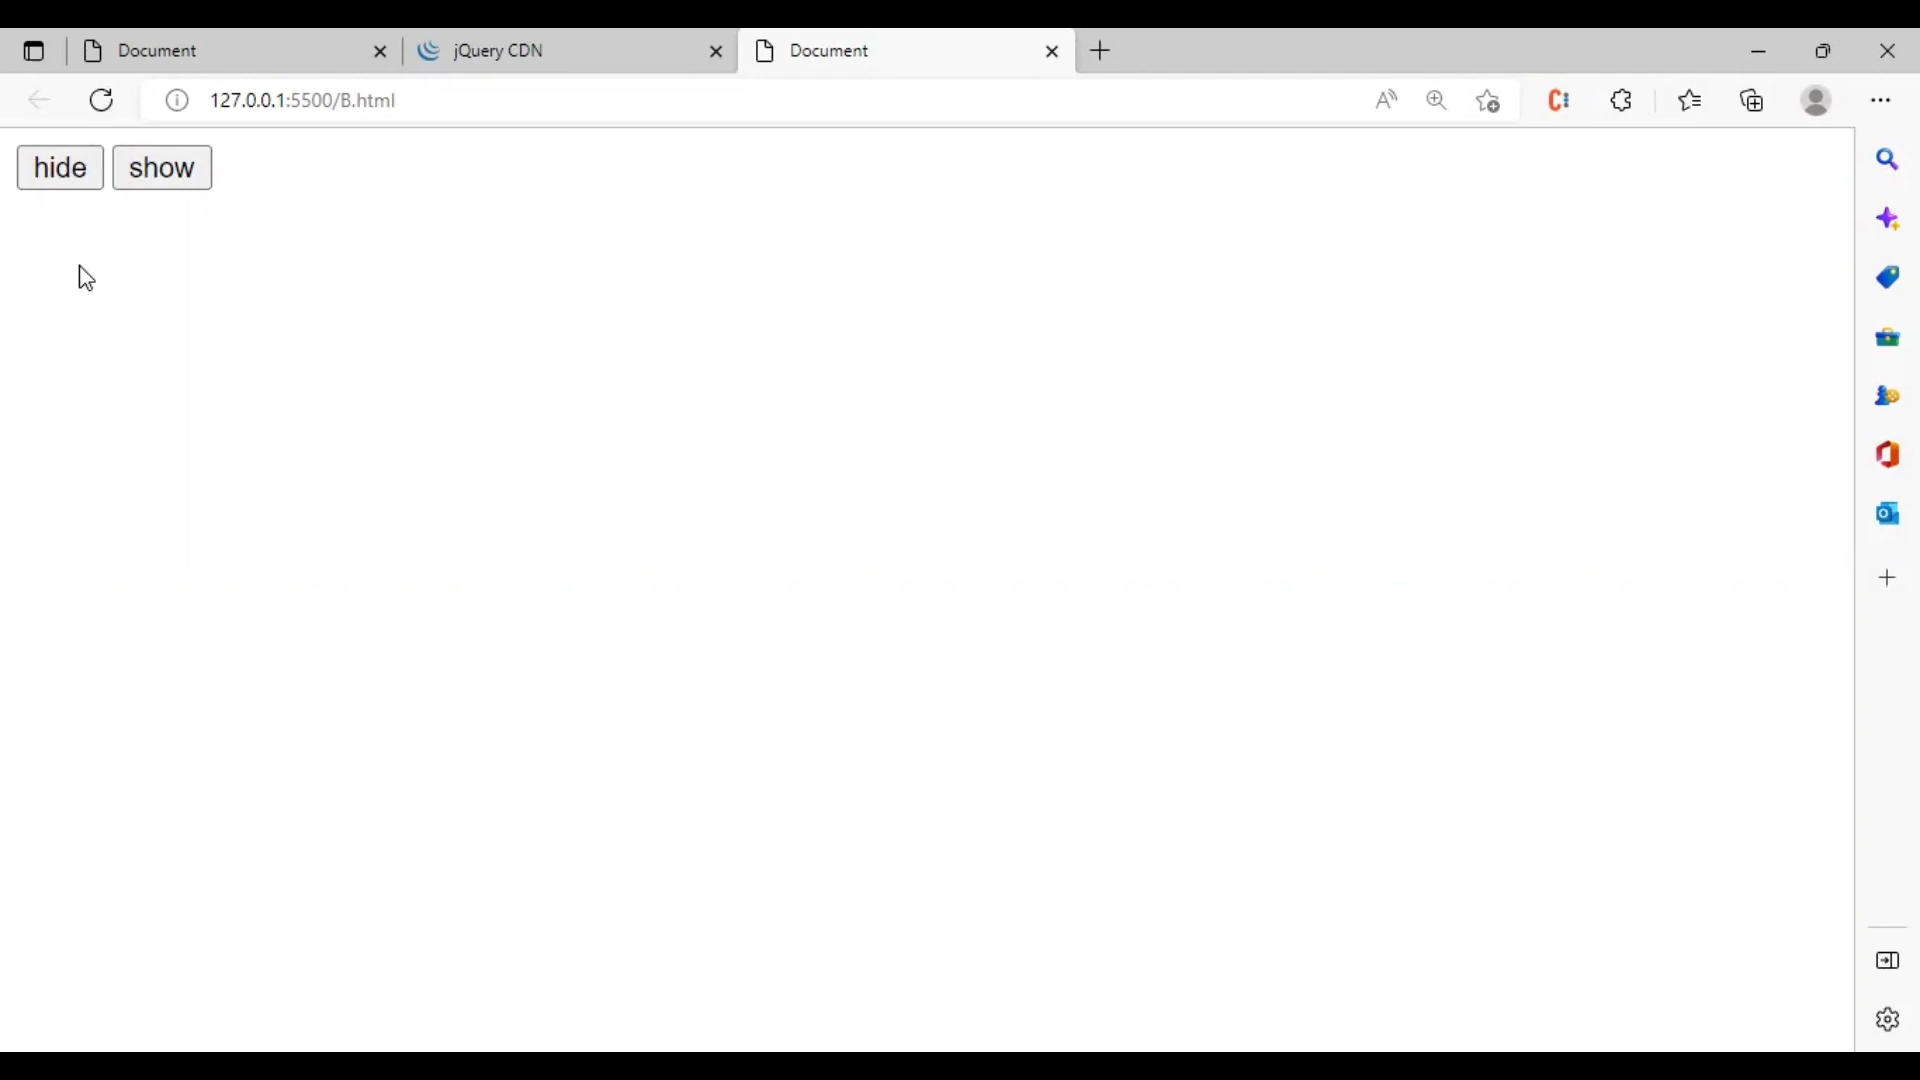 Document
jQuery CDN
Document
127.0.0.1:5500/B.html
hide
show